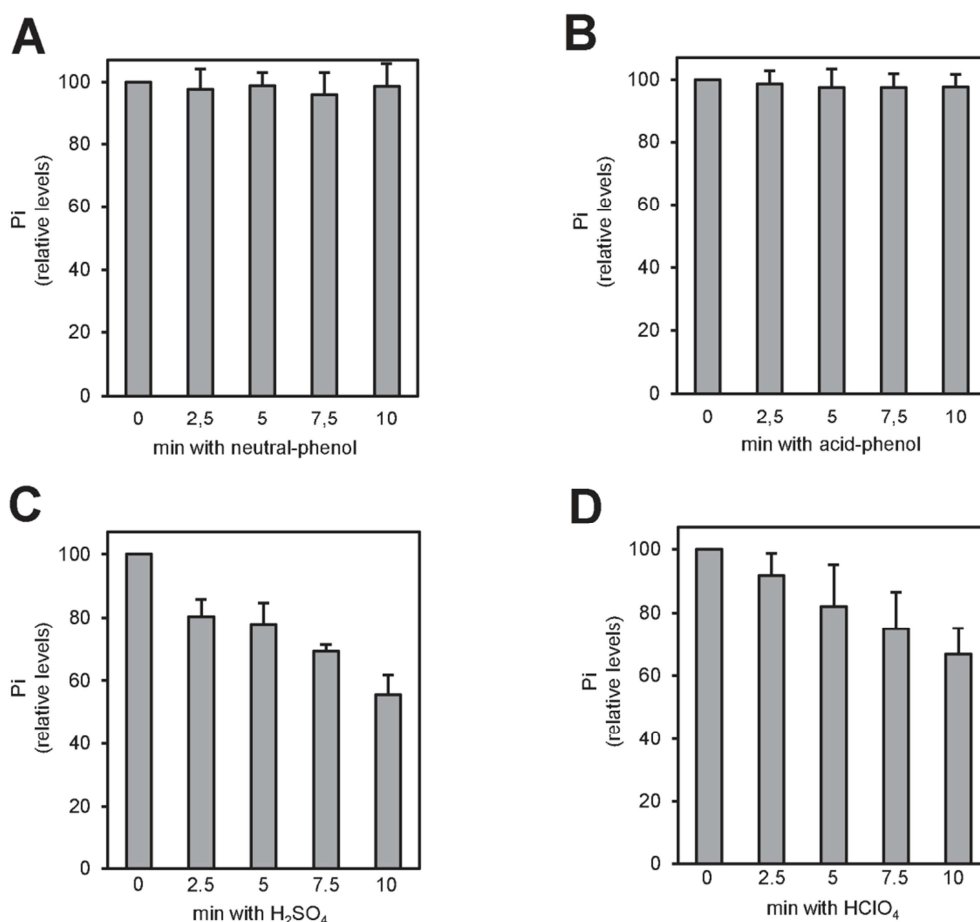 A
100
80
60
40
20
0
Pi
(relative levels)
0 2,5 5 7,5 10
min with neutral-phenol
B
100
80
60
40
20
0
Pi
(relative levels)
0 2,5 5 7,5 10
min with acid-phenol
C
100
80
60
40
20
0
Pi
(relative levels)
0 2.5 5 7.5 10
min with H₂SO₄
D
100
80
60
40
20
0
Pi
(relative levels)
0 2.5 5 7.5 10
min with HClO₄